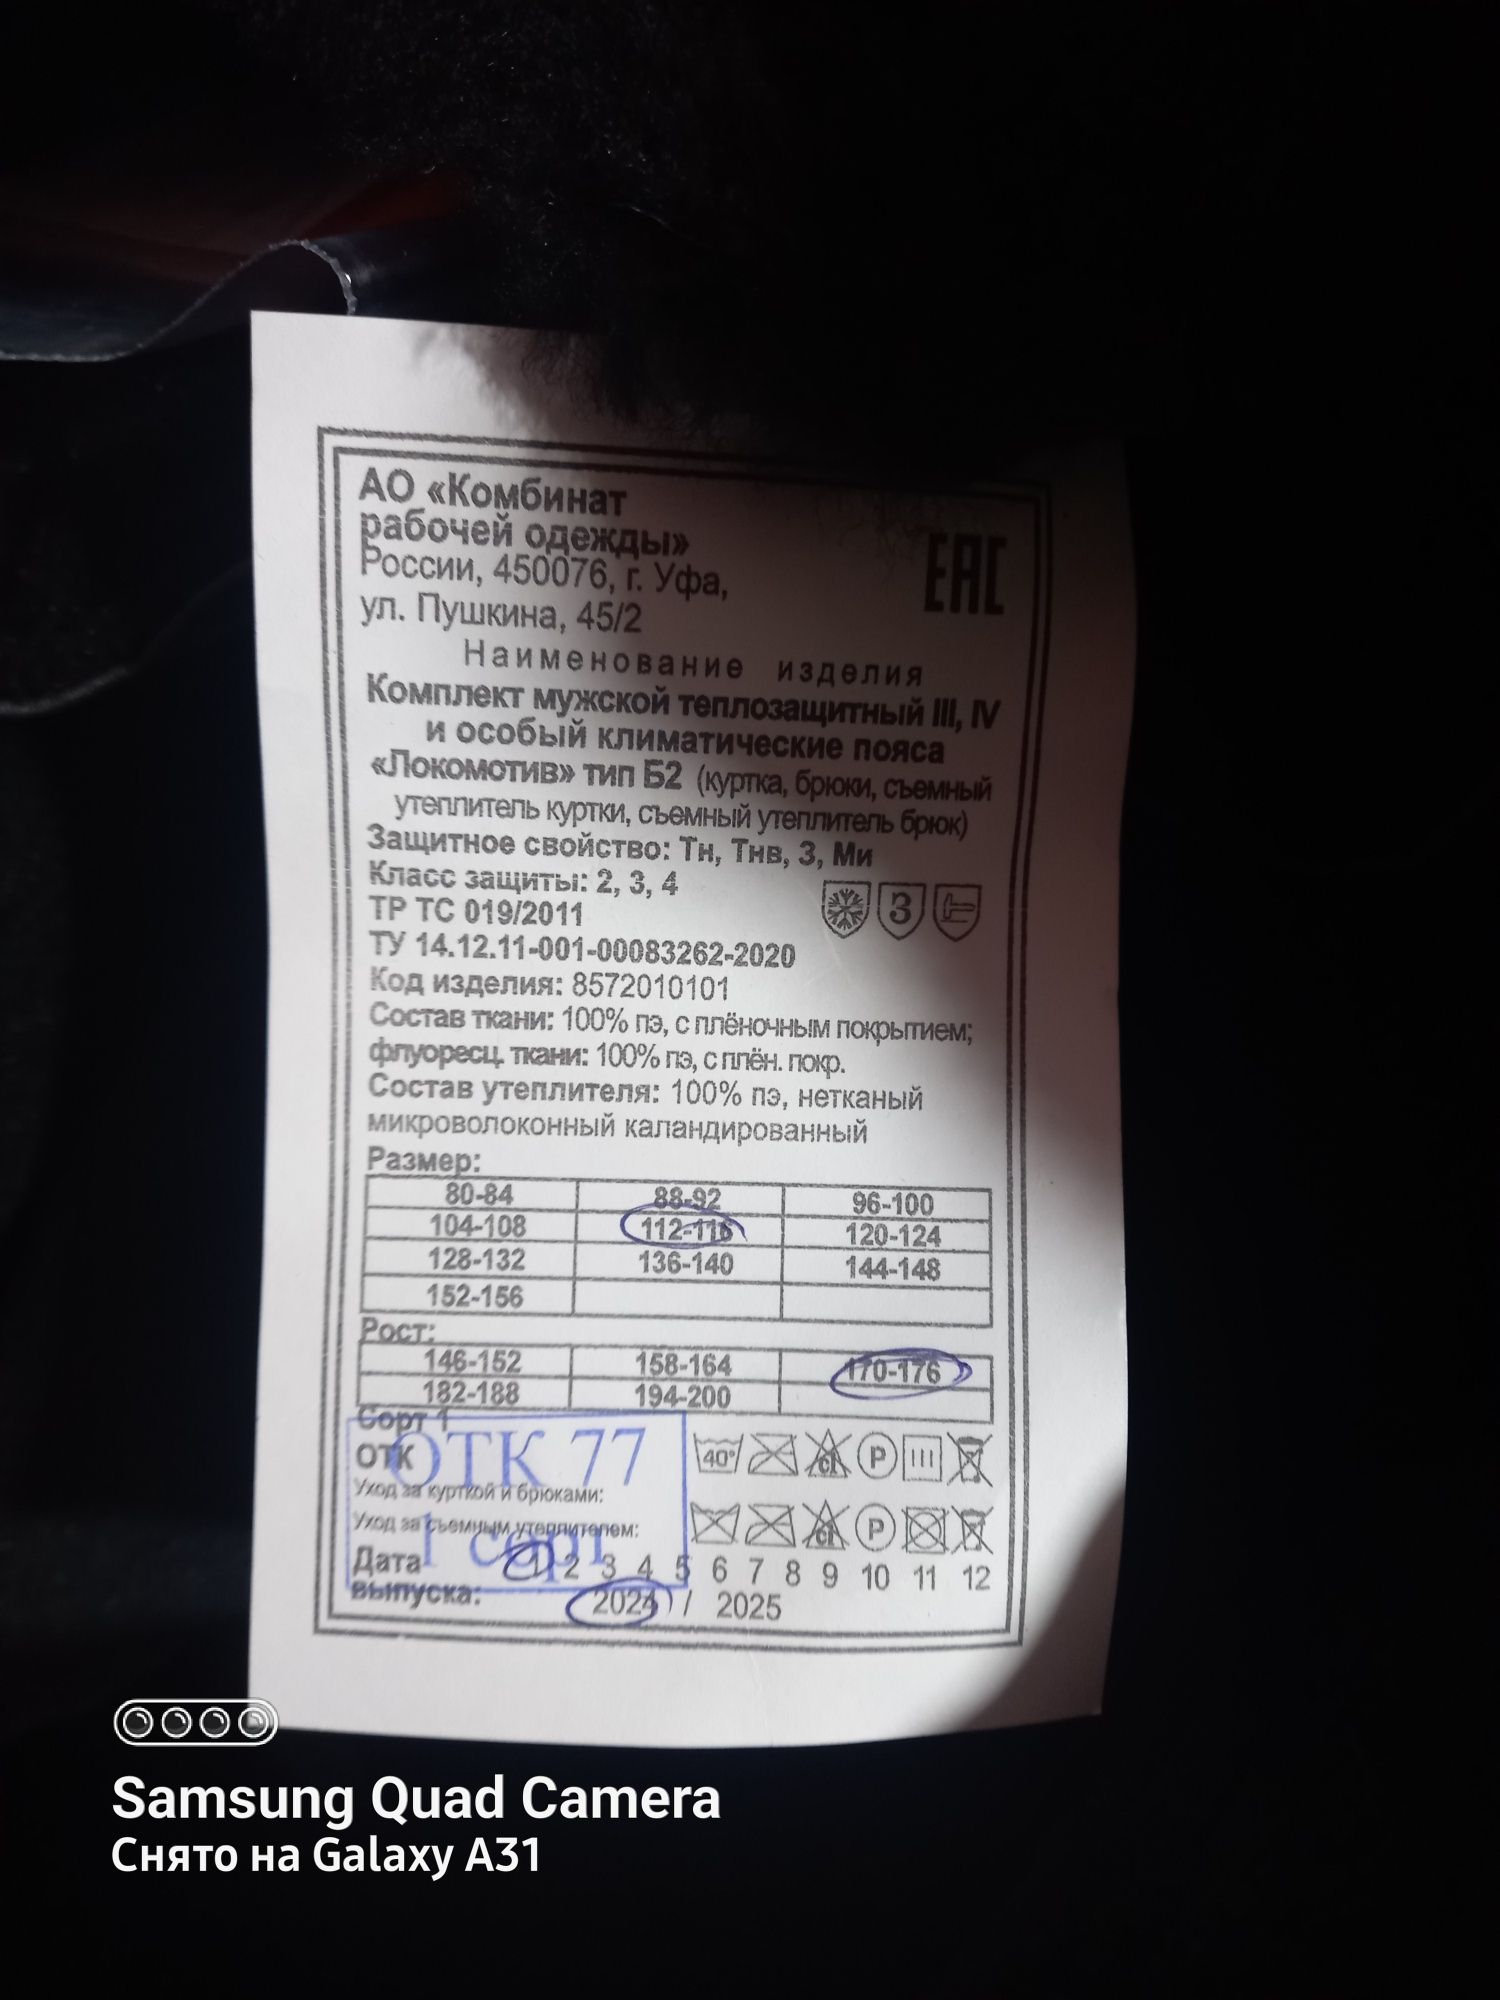 АО «Комбинат
рабочей одежды»
России, 450076, г. Уфа,
ул. Пушкина, 45/2
ЕАС
Наименование изделия
Комплект мужской теплозащитный III, IV
и особый климатические пояса
«Локомотив» тип Б2 (куртка, брюки, съемный
утеплитель куртки, съемный утеплитель брюк)
Защитное свойство: Тн, Тнв, З, Ми
Класс защиты: 2, 3, 4
ТР ТС 019/2011
З
ТУ 14.12.11-001-00083262-2020
Код изделия: 8572010101
Состав ткани: 100% пэ, с плёночным покрытием;
флуоресц. ткани: 100% пэ, с плён. покр.
Состав утеплителя: 100% пэ, нетканый
микроволоконный каландированный
Размер:
80-84 88-92 96-100
104-108 112-116 120-124
128-132 136-140 144-148
152-156
Рост:
146-152 158-164 170-176
182-188 194-200
Сорт 1
ОТК
ОТК 77
1 сорт
40° cl P
Уход за курткой и брюками:
Уход за съемным утеплителем:
cl P
Дата 1 2 3 4 5 6 7 8 9 10 11 12
выпуска: 2024 / 2025
Samsung Quad Camera
Снято на Galaxy A31